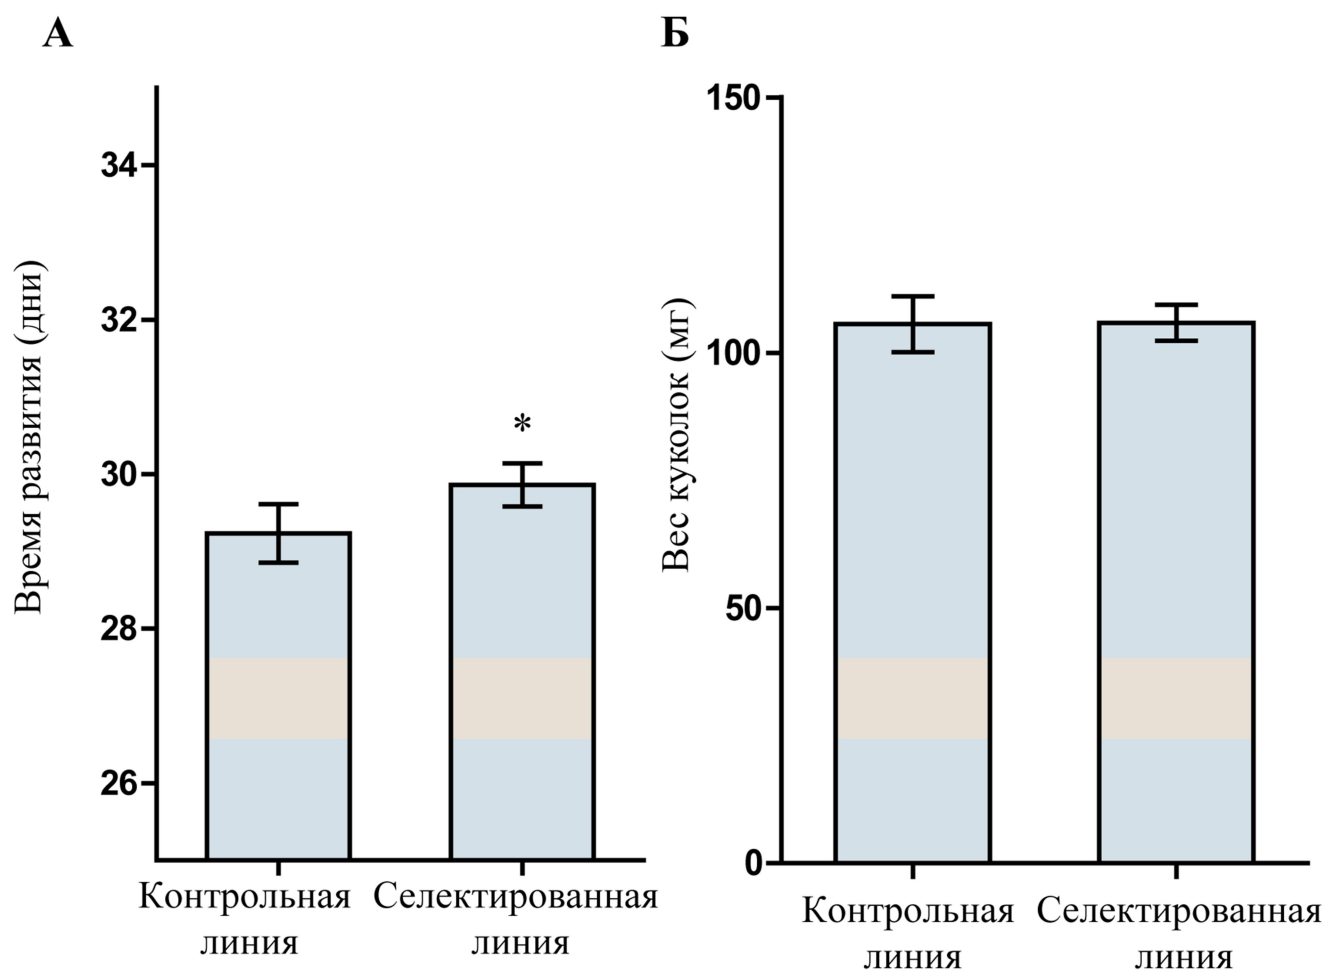 А
Время развития (дни)
34
32
30
28
26
*
Контрольная
линия
Селектированная
линия
Б
Вес куколок (мг)
150
100
50
0
Контрольная
линия
Селектированная
линия